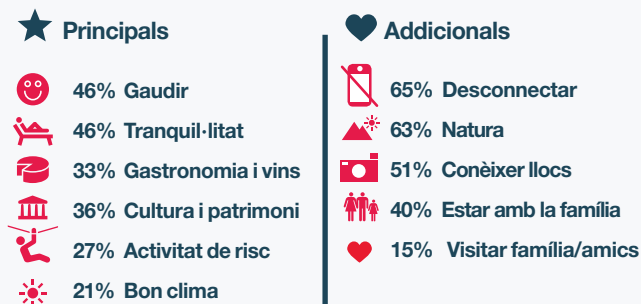 Principals
46% Gaudir
46% Tranquil·litat
33% Gastronomia i vins
36% Cultura i patrimoni
27% Activitat de risc
21% Bon clima
Addicionals
65% Desconnectar
63% Natura
51% Conèixer llocs
40% Estar amb la família
15% Visitar família/amics